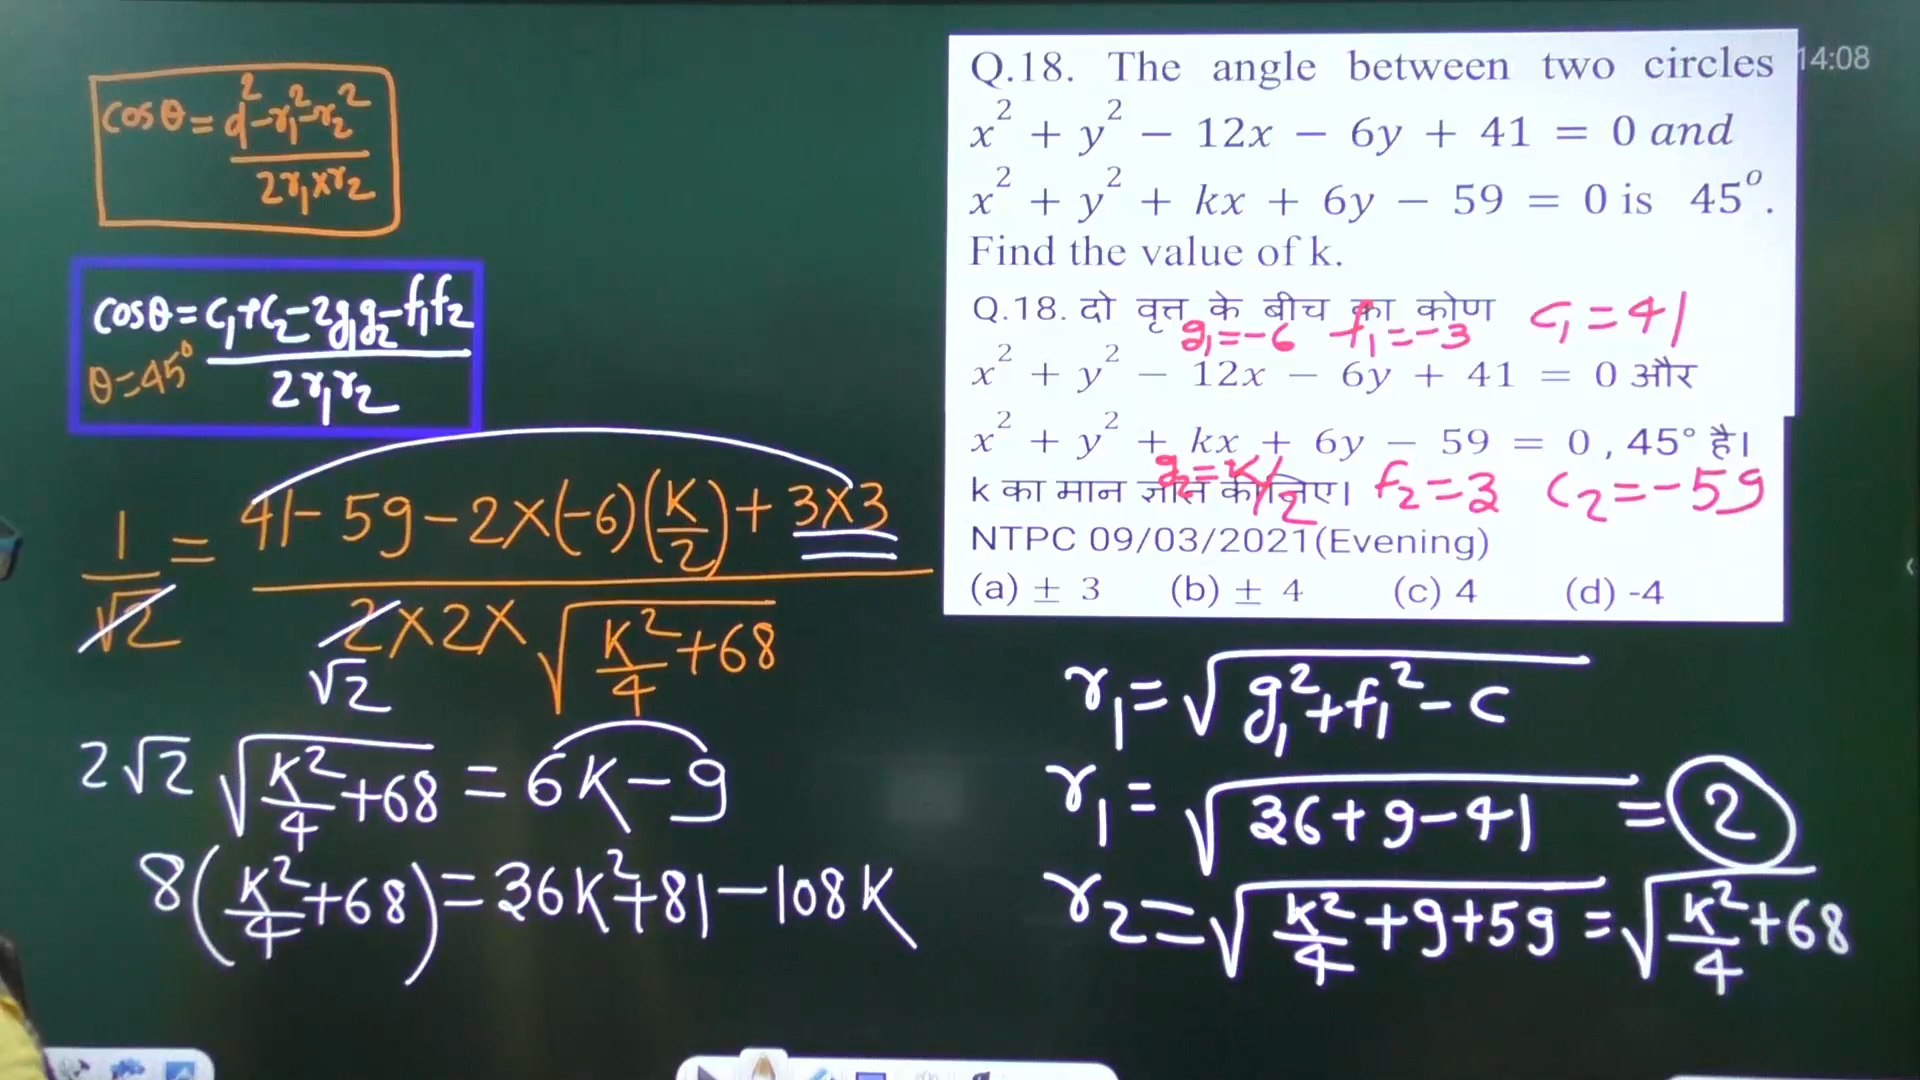 cosθ = d²-r₁²-r₂²
2r₁×r₂
cosθ = c₁+c₂-2g₁g₂-f₁f₂
2r₁r₂
θ=45°
1/√2 = 41-59-2×(-6)(K/2)+3×3
2×2×√(K²/4+68)
√2
2√2 √(K²/4+68) = 6K-9
8(K²/4+68) = 36K²+81-108K
14:08
Q.18. The angle between two circles
x² + y² − 12x − 6y + 41 = 0 and
x² + y² + kx + 6y − 59 = 0 is 45°.
Find the value of k.
Q.18. दो वृत्त के बीच का कोण
g₁=-6 f₁=-3 c₁=41
x² + y² − 12x − 6y + 41 = 0 और
x² + y² + kx + 6y − 59 = 0 , 45° है।
g₂=K/2 f₂=3 c₂=-59
k का मान ज्ञात कीजिए।
NTPC 09/03/2021(Evening)
(a) ± 3 (b) ± 4 (c) 4 (d) -4
r₁=√(g₁²+f₁²-c)
r₁=√(36+9-41) = 2
r₂=√(K²/4+9+59) = √(K²/4+68)